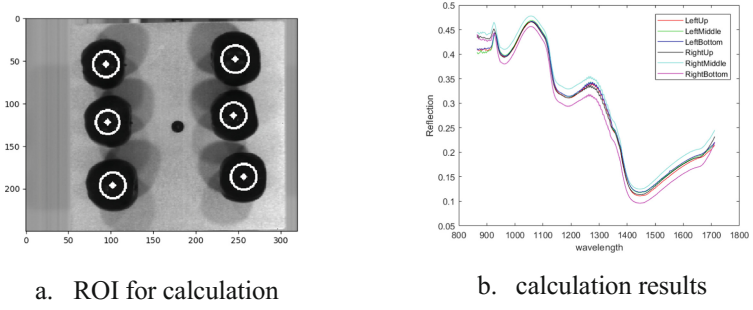 0
50
100
150
200
0 50 100 150 200 250 300
a. ROI for calculation
0.5
0.45
0.4
0.35
0.3
0.25
0.2
0.15
0.1
0.05
Reflection
800 900 1000 1100 1200 1300 1400 1500 1600 1700 1800
wavelength
LeftUp
LeftMiddle
LeftBottom
RightUp
RightMiddle
RightBottom
b. calculation results